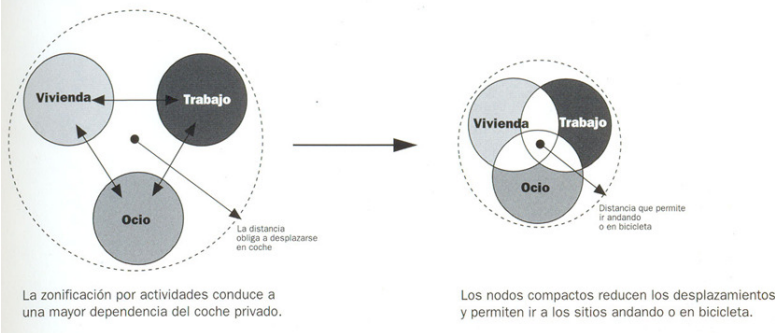 Vivienda
Trabajo
Ocio
La distancia
obliga a desplazarse
en coche
La zonificación por actividades conduce a
una mayor dependencia del coche privado.
Vivienda
Trabajo
Ocio
Distancia que permite
ir andando
o en bicicleta
Los nodos compactos reducen los desplazamientos
y permiten ir a los sitios andando o en bicicleta.